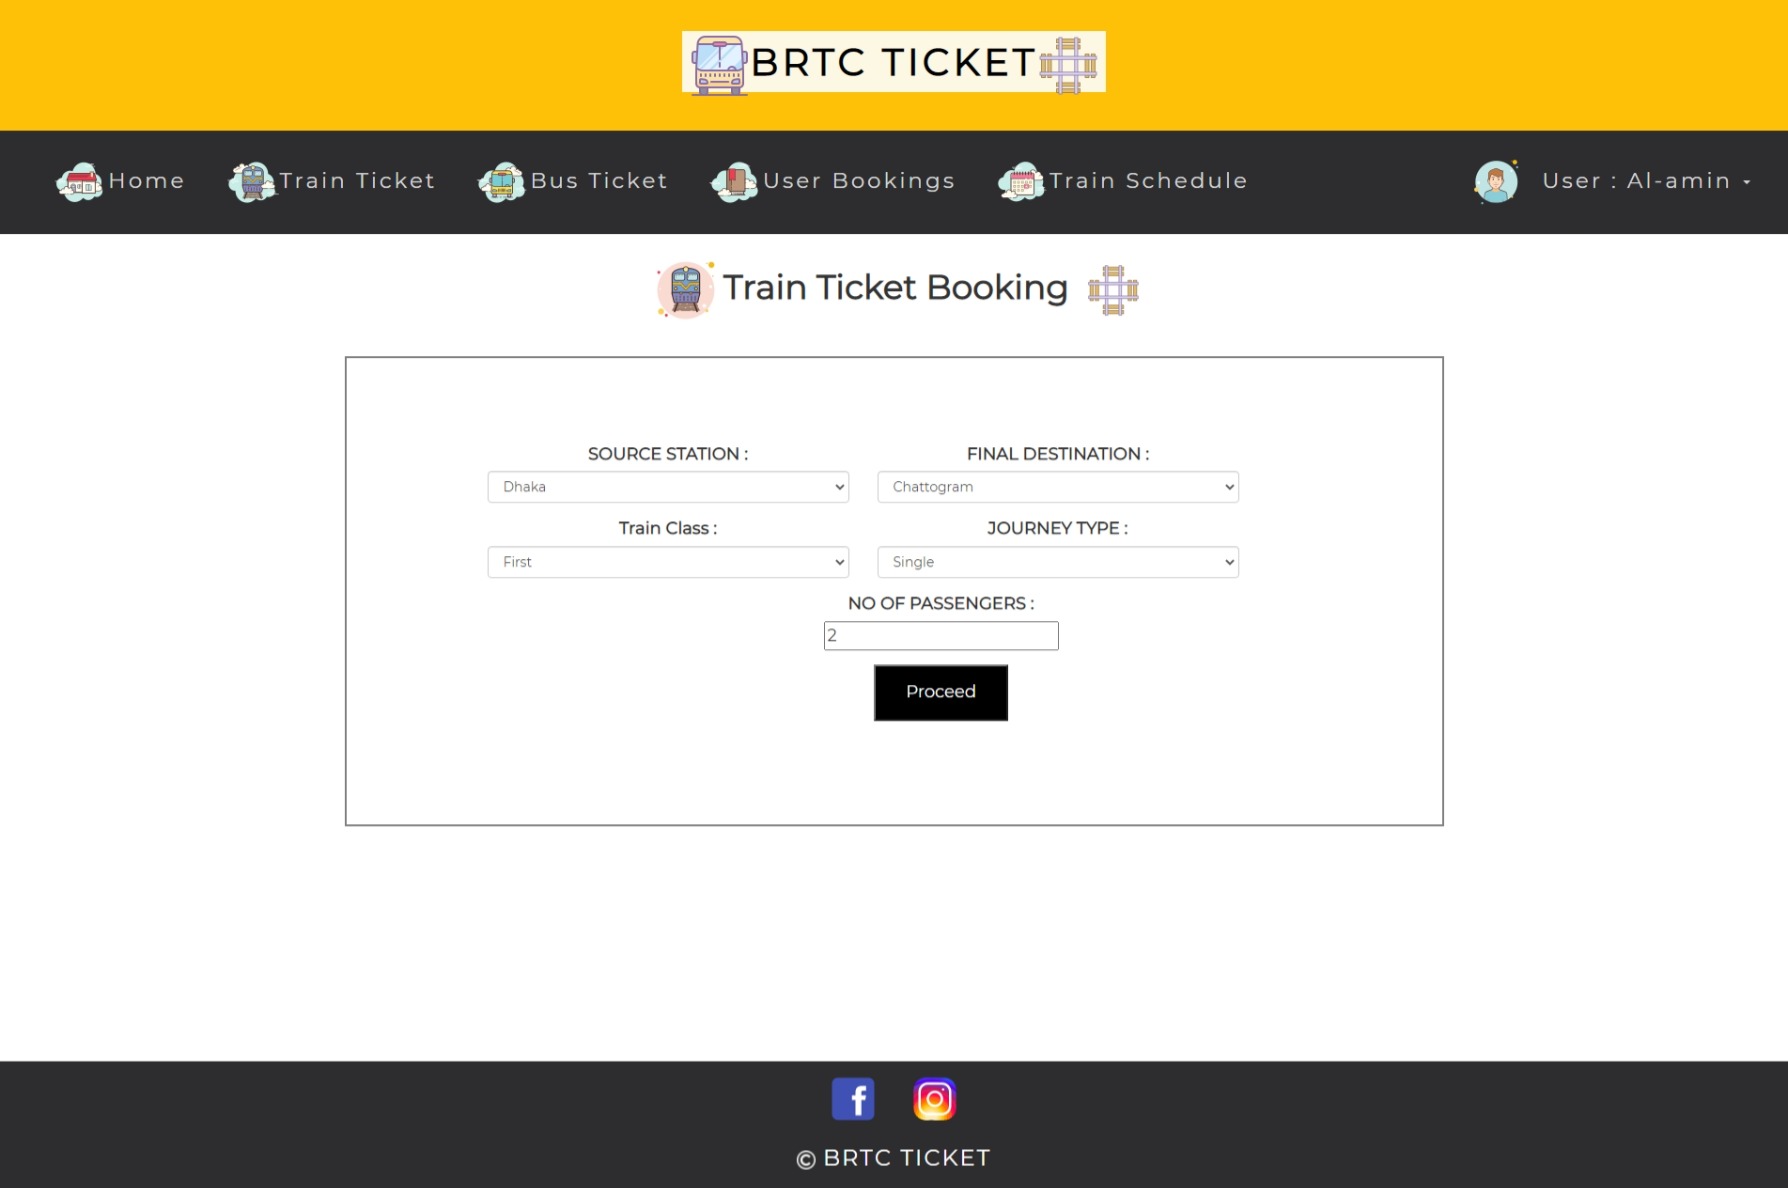 BRTC TICKET
Home Train Ticket Bus Ticket User Bookings Train Schedule User : Al-amin
Train Ticket Booking
SOURCE STATION : FINAL DESTINATION :
Dhaka Chattogram
Train Class : JOURNEY TYPE :
First Single
NO OF PASSENGERS :
2
Proceed
© BRTC TICKET